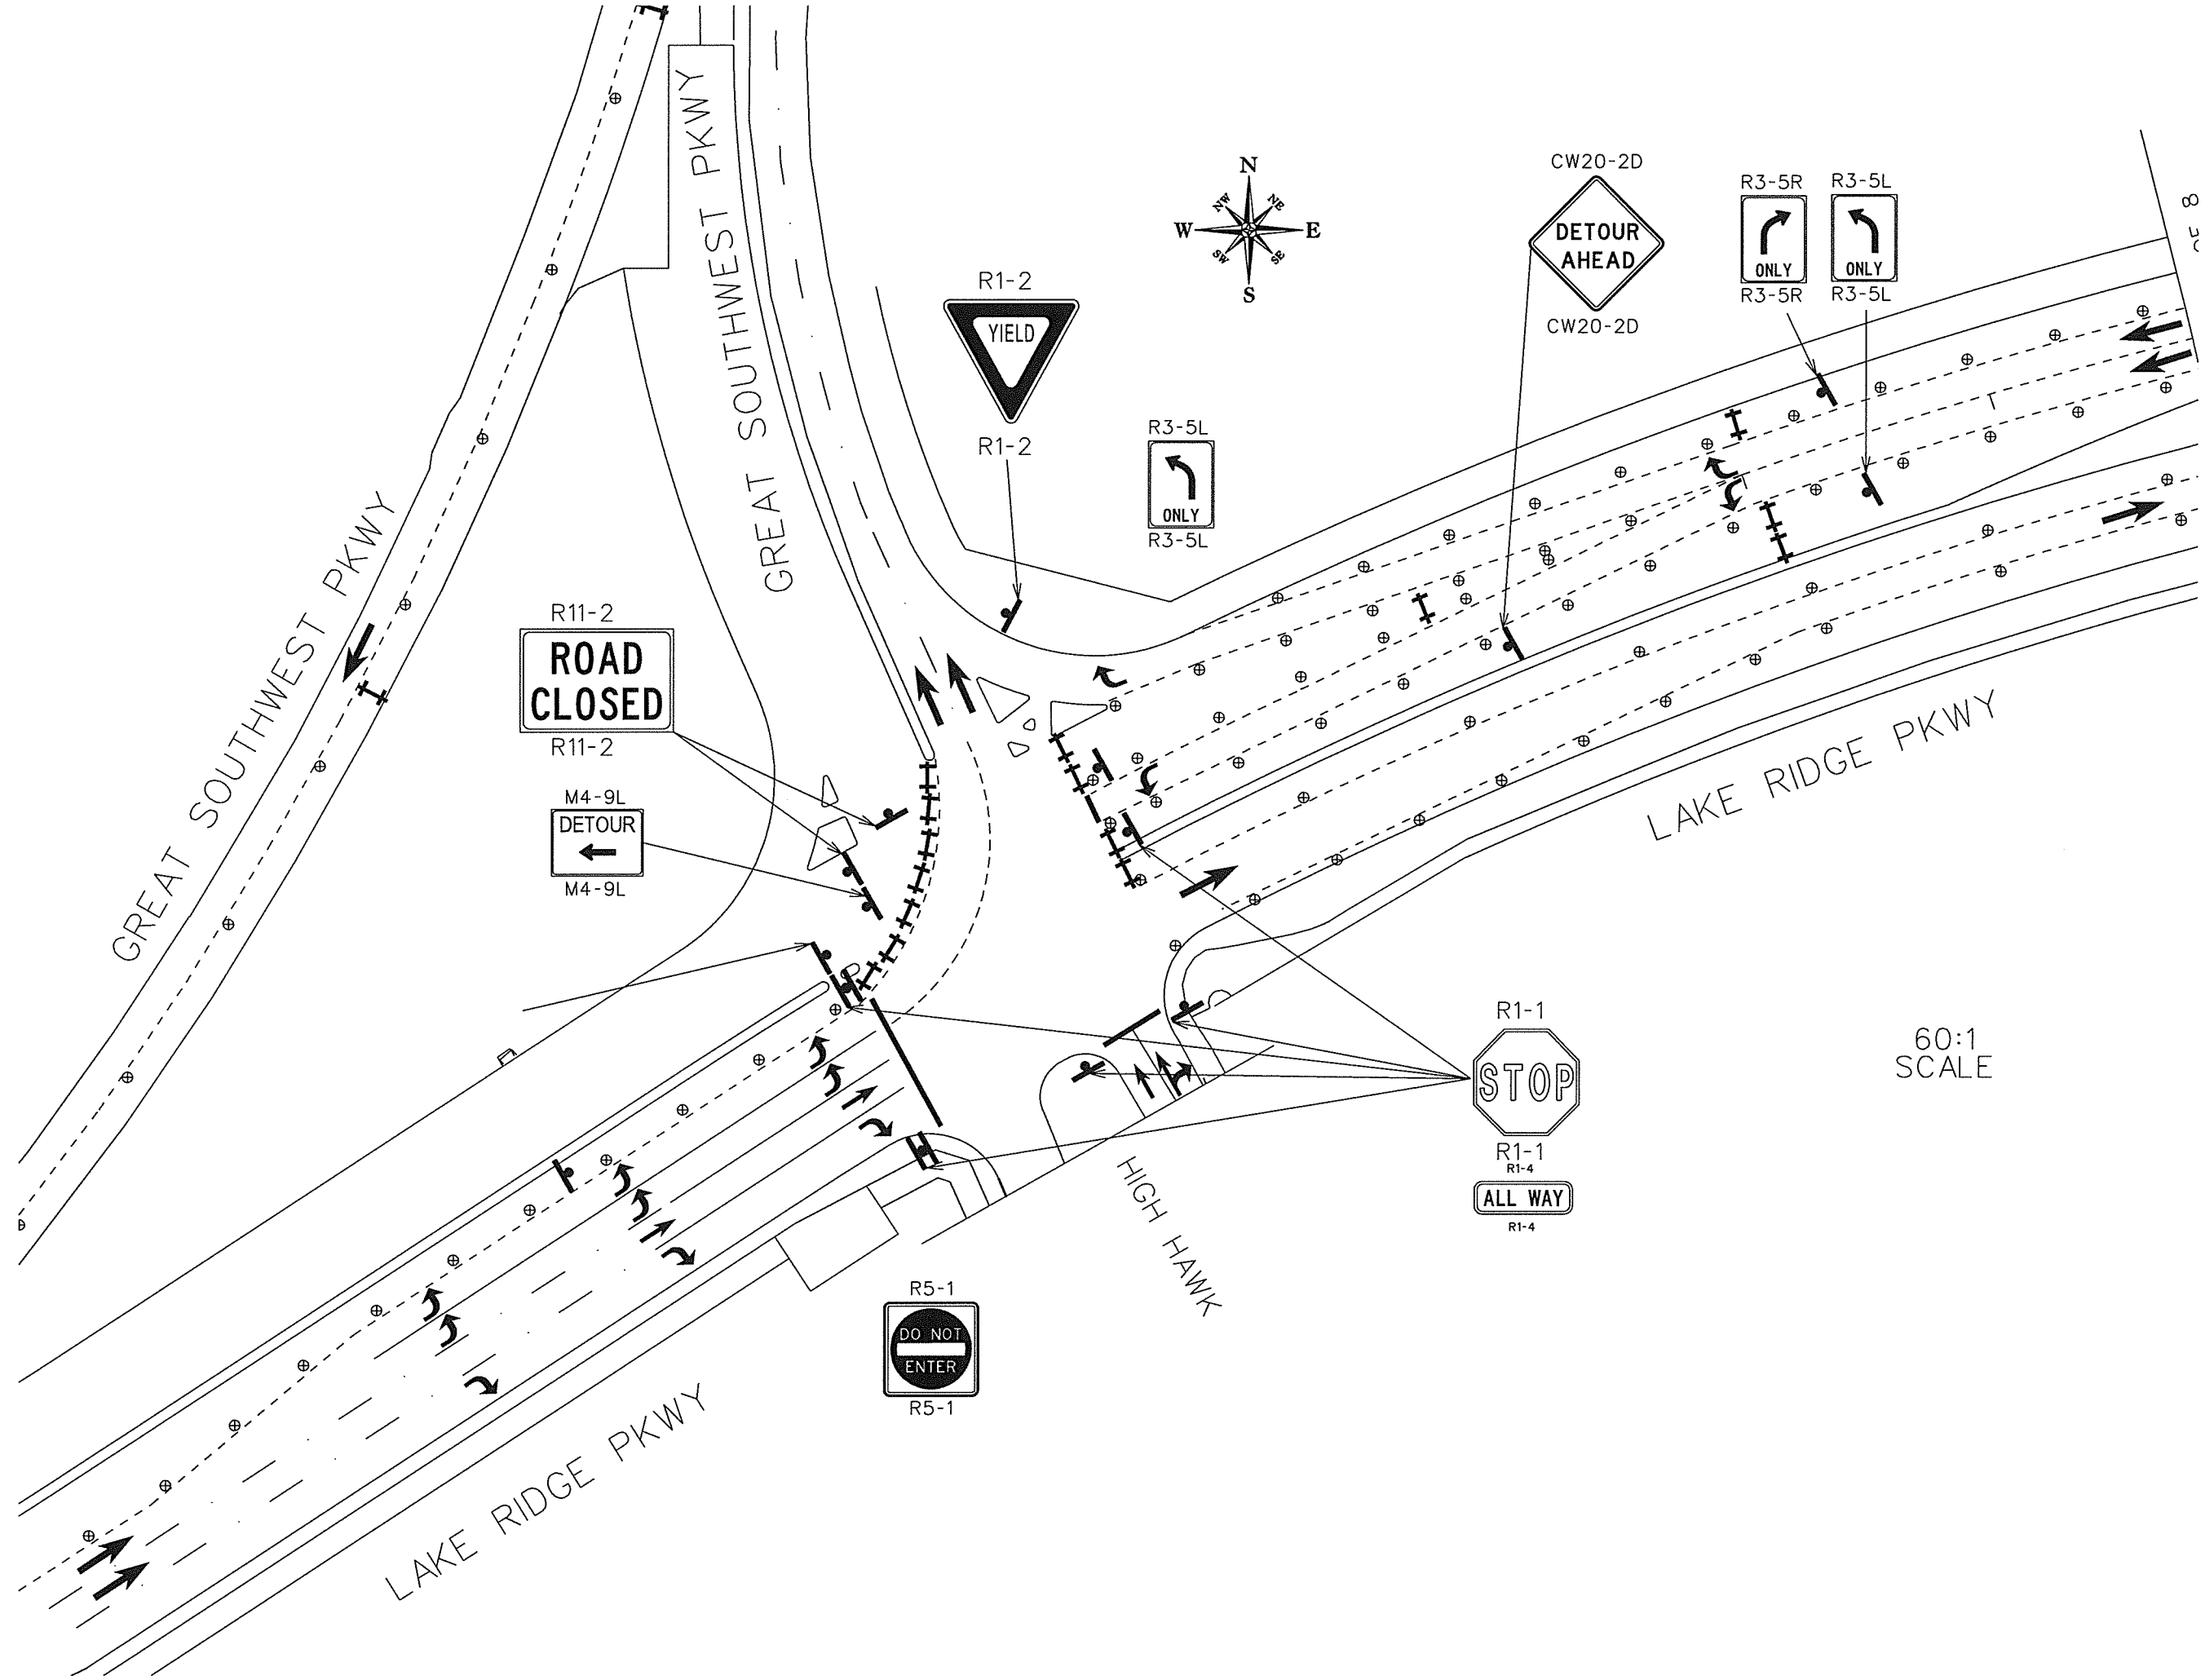 GREAT SOUTHWEST PKWY
GREAT SOUTHWEST PKWY
N
NW
NE
W
E
SW
SE
S
CW20-2D
DETOUR
AHEAD
CW20-2D
R3-5R
ONLY
R3-5R
R3-5L
ONLY
R3-5L
R1-2
YIELD
R1-2
R3-5L
ONLY
R3-5L
R11-2
ROAD
CLOSED
R11-2
M4-9L
DETOUR
M4-9L
LAKE RIDGE PKWY
R1-1
STOP
R1-1
R1-4
ALL WAY
R1-4
60:1
SCALE
HIGH HAWK
R5-1
DO NOT
ENTER
R5-1
LAKE RIDGE PKWY